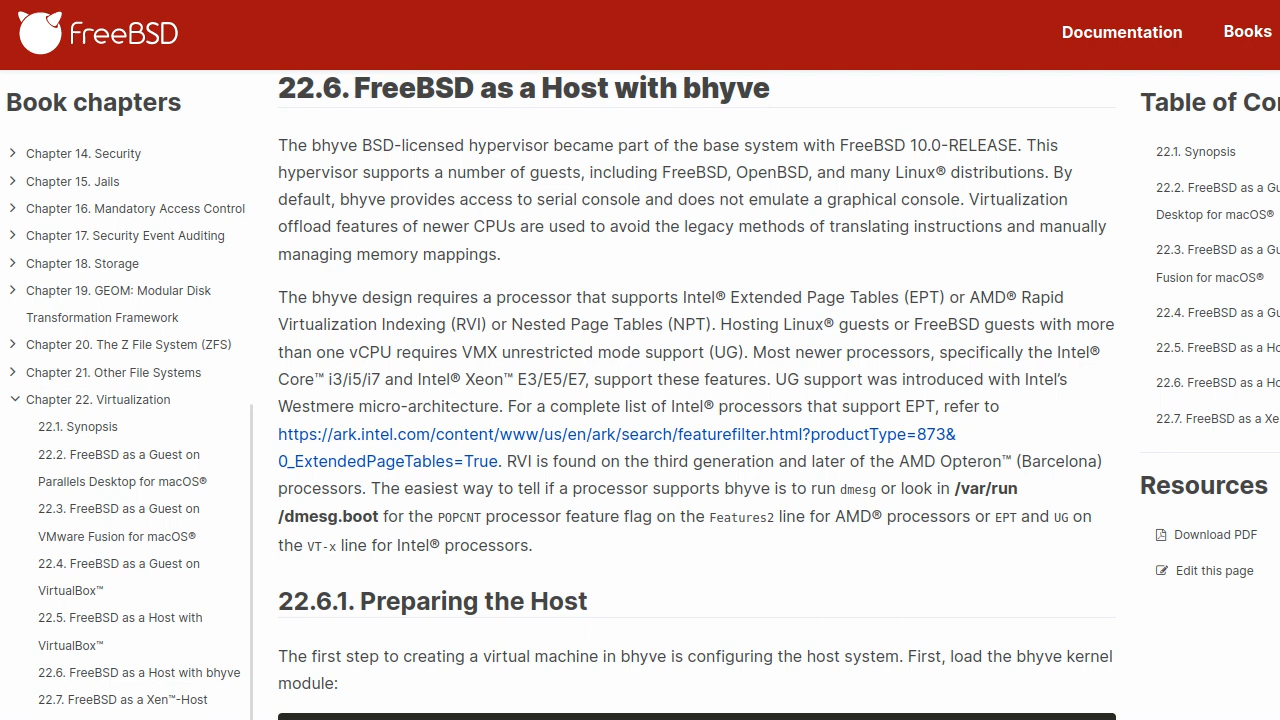 FreeBSD
Documentation
Books
Book chapters
Chapter 14. Security
Chapter 15. Jails
Chapter 16. Mandatory Access Control
Chapter 17. Security Event Auditing
Chapter 18. Storage
Chapter 19. GEOM: Modular Disk
Transformation Framework
Chapter 20. The Z File System (ZFS)
Chapter 21. Other File Systems
Chapter 22. Virtualization
22.1. Synopsis
22.2. FreeBSD as a Guest on
Parallels Desktop for macOS®
22.3. FreeBSD as a Guest on
VMware Fusion for macOS®
22.4. FreeBSD as a Guest on
VirtualBox™
22.5. FreeBSD as a Host with
VirtualBox™
22.6. FreeBSD as a Host with bhyve
22.7. FreeBSD as a Xen™-Host
22.6. FreeBSD as a Host with bhyve
The bhyve BSD-licensed hypervisor became part of the base system with FreeBSD 10.0-RELEASE. This
hypervisor supports a number of guests, including FreeBSD, OpenBSD, and many Linux® distributions. By
default, bhyve provides access to serial console and does not emulate a graphical console. Virtualization
offload features of newer CPUs are used to avoid the legacy methods of translating instructions and manually
managing memory mappings.
The bhyve design requires a processor that supports Intel® Extended Page Tables (EPT) or AMD® Rapid
Virtualization Indexing (RVI) or Nested Page Tables (NPT). Hosting Linux® guests or FreeBSD guests with more
than one vCPU requires VMX unrestricted mode support (UG). Most newer processors, specifically the Intel®
Core™ i3/i5/i7 and Intel® Xeon™ E3/E5/E7, support these features. UG support was introduced with Intel’s
Westmere micro-architecture. For a complete list of Intel® processors that support EPT, refer to
https://ark.intel.com/content/www/us/en/ark/search/featurefilter.html?productType=873&
0_ExtendedPageTables=True. RVI is found on the third generation and later of the AMD Opteron™ (Barcelona)
processors. The easiest way to tell if a processor supports bhyve is to run dmesg or look in /var/run
/dmesg.boot for the POPCNT processor feature flag on the Features2 line for AMD® processors or EPT and UG on
the VT-x line for Intel® processors.
22.6.1. Preparing the Host
The first step to creating a virtual machine in bhyve is configuring the host system. First, load the bhyve kernel
module:
Table of Co
22.1. Synopsis
22.2. FreeBSD as a Gu
Desktop for macOS®
22.3. FreeBSD as a Gu
Fusion for macOS®
22.4. FreeBSD as a Gu
22.5. FreeBSD as a Ho
22.6. FreeBSD as a Ho
22.7. FreeBSD as a Xe
Resources
Download PDF
Edit this page